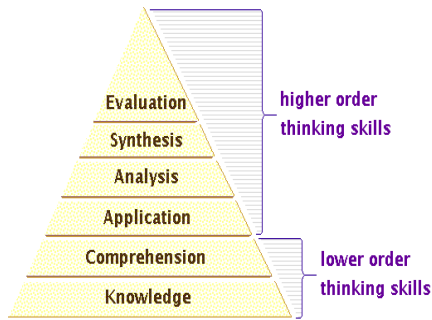 Evaluation
Synthesis
Analysis
Application
Comprehension
Knowledge
higher order
thinking skills
lower order
thinking skills